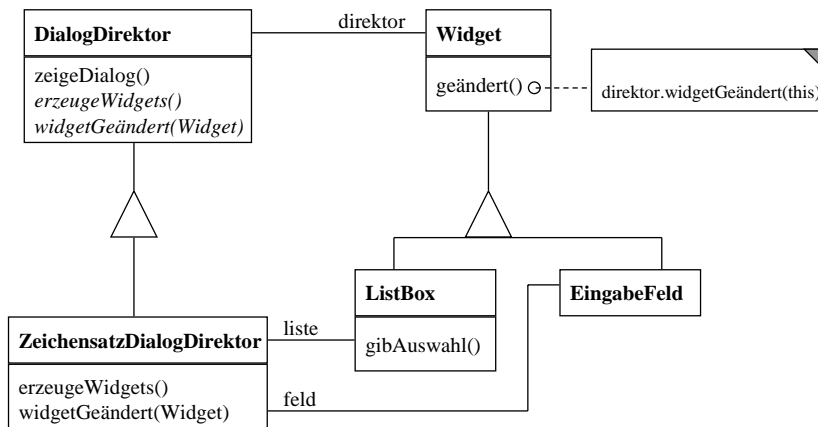 DialogDirektor
direktor
Widget
zeigeDialog()
erzeugeWidgets()
widgetGeändert(Widget)
geändert()
direktor.widgetGeändert(this)
ListBox
EingabeFeld
ZeichensatzDialogDirektor
liste
gibAuswahl()
erzeugeWidgets()
widgetGeändert(Widget)
feld